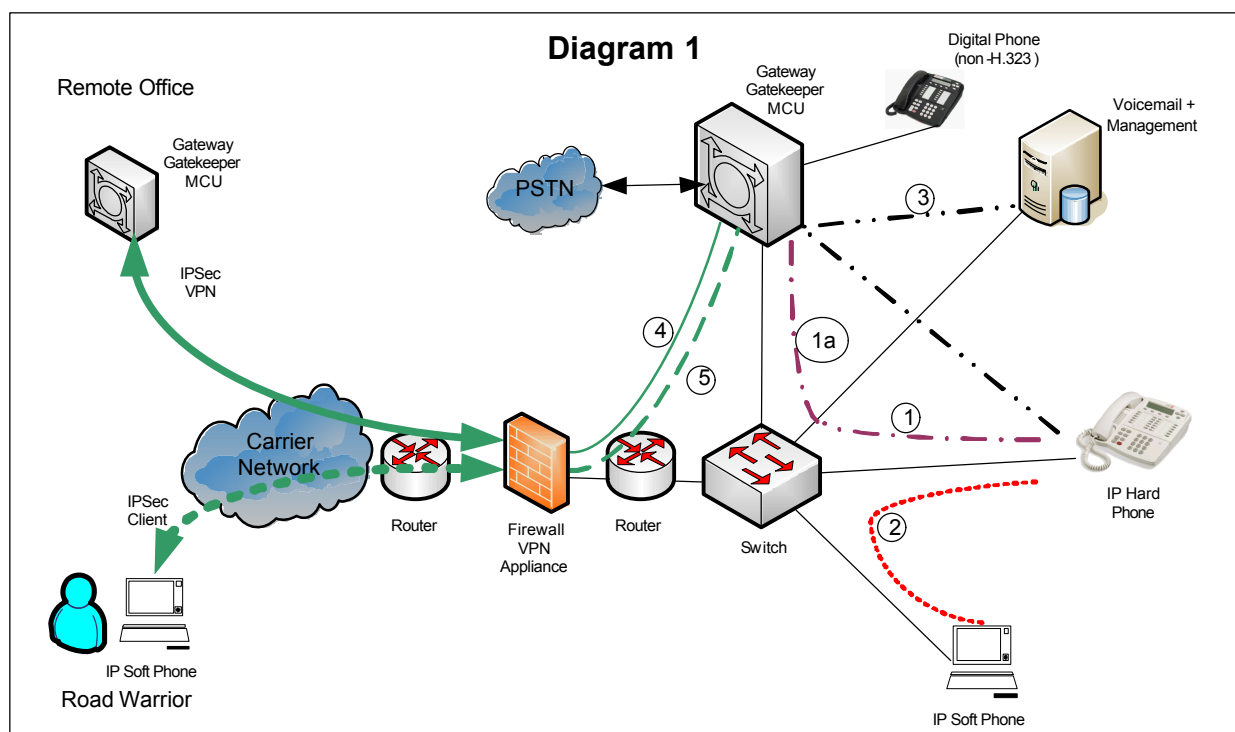 Diagram 1
Remote Office
Gateway
Gatekeeper
MCU
IPSec
VPN
Gateway
Gatekeeper
MCU
Digital Phone
(non -H.323 )
Voicemail +
Management
PSTN
3
4
5
1a
1
2
Carrier
Network
Router
Firewall
VPN
Appliance
Router
Switch
IP Hard
Phone
IPSec
Client
IP Soft Phone
Road Warrior
IP Soft Phone